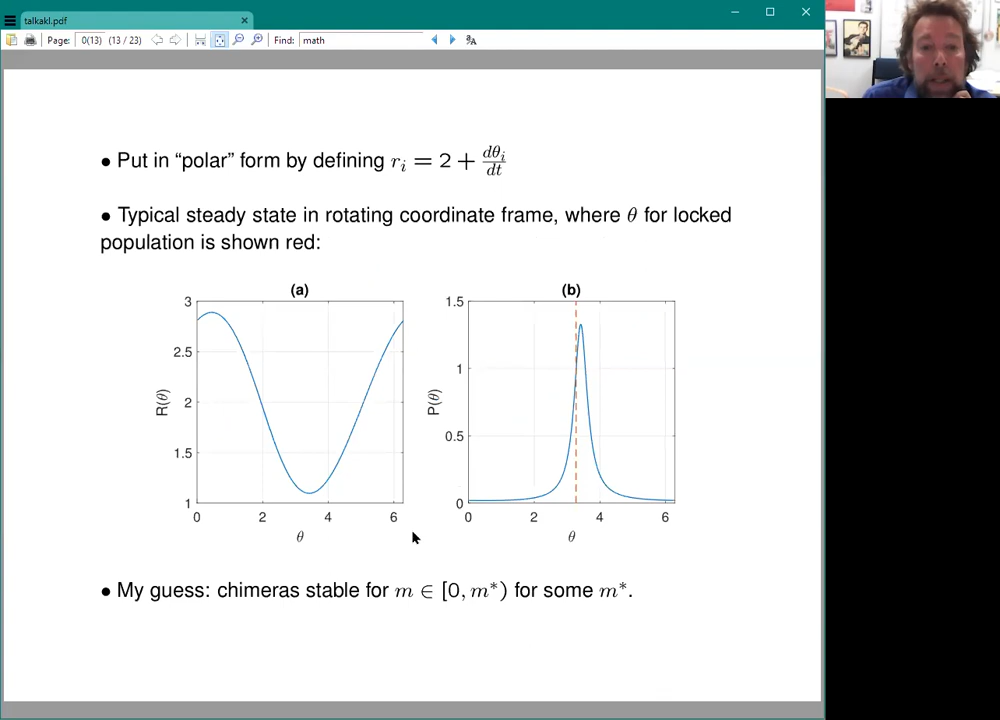 talkakl.pdf
Page: 0(13) (13 / 23) Find: math
• Put in “polar” form by defining r_i = 2 + dθ_i/dt
• Typical steady state in rotating coordinate frame, where θ for locked
population is shown red:
(a)
3
2.5
2
1.5
1
R(θ)
0 2 4 6
θ
(b)
1.5
1
0.5
0
P(θ)
0 2 4 6
θ
• My guess: chimeras stable for m ∈ [0, m*) for some m*.